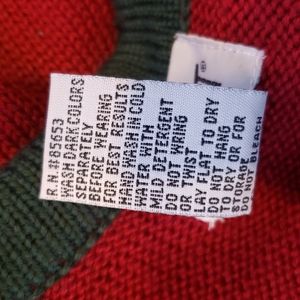 R.N.#85653
WASH DARK COLORS
SEPARATELY
BEFORE WEARING
FOR BEST RESULTS
HAND WASH IN COLD
WATER WITH
MILD DETERGENT
DO NOT WRING
OR TWIST
LAY FLAT TO DRY
DO NOT HANG
TO DRY OR FOR
STORAGE
DO NOT BLEACH